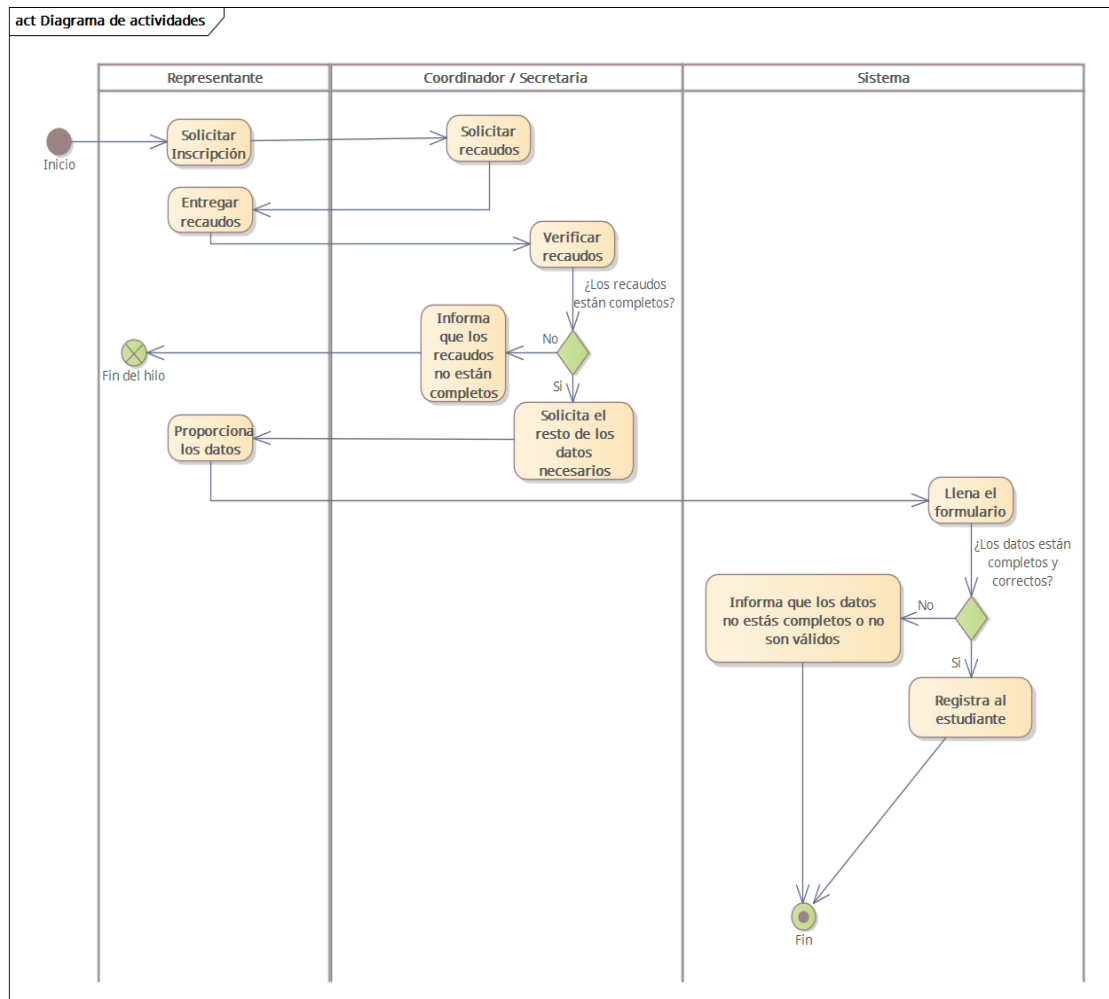 act Diagrama de actividades
Representante
Coordinador / Secretaria
Sistema
Inicio
Solicitar
Inscripción
Solicitar
recaudos
Entregar
recaudos
Verificar
recaudos
¿Los recaudos
están completos?
No
Informa
que los
recaudos
no están
completos
Fin del hilo
Si
Solicita el
resto de los
datos
necesarios
Proporciona
los datos
Llena el
formulario
¿Los datos están
completos y
correctos?
No
Informa que los datos
no estás completos o no
son válidos
Si
Registra al
estudiante
Fin